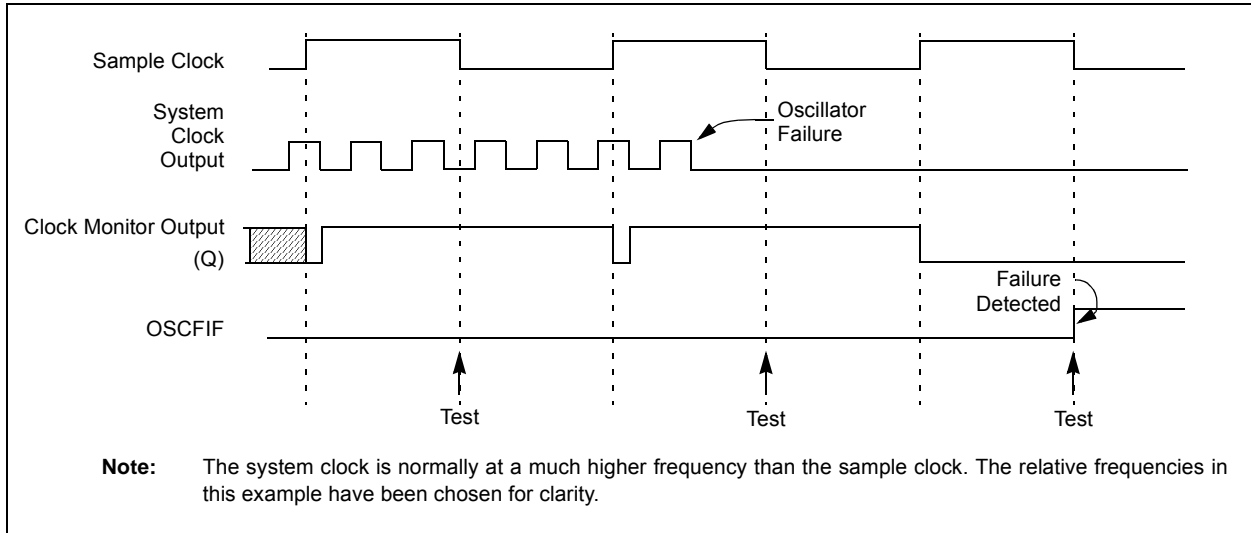 Sample Clock
System
Clock
Output
Oscillator
Failure
Clock Monitor Output
(Q)
Failure
Detected
OSCFIF
Test
Test
Test
Note: The system clock is normally at a much higher frequency than the sample clock. The relative frequencies in
this example have been chosen for clarity.